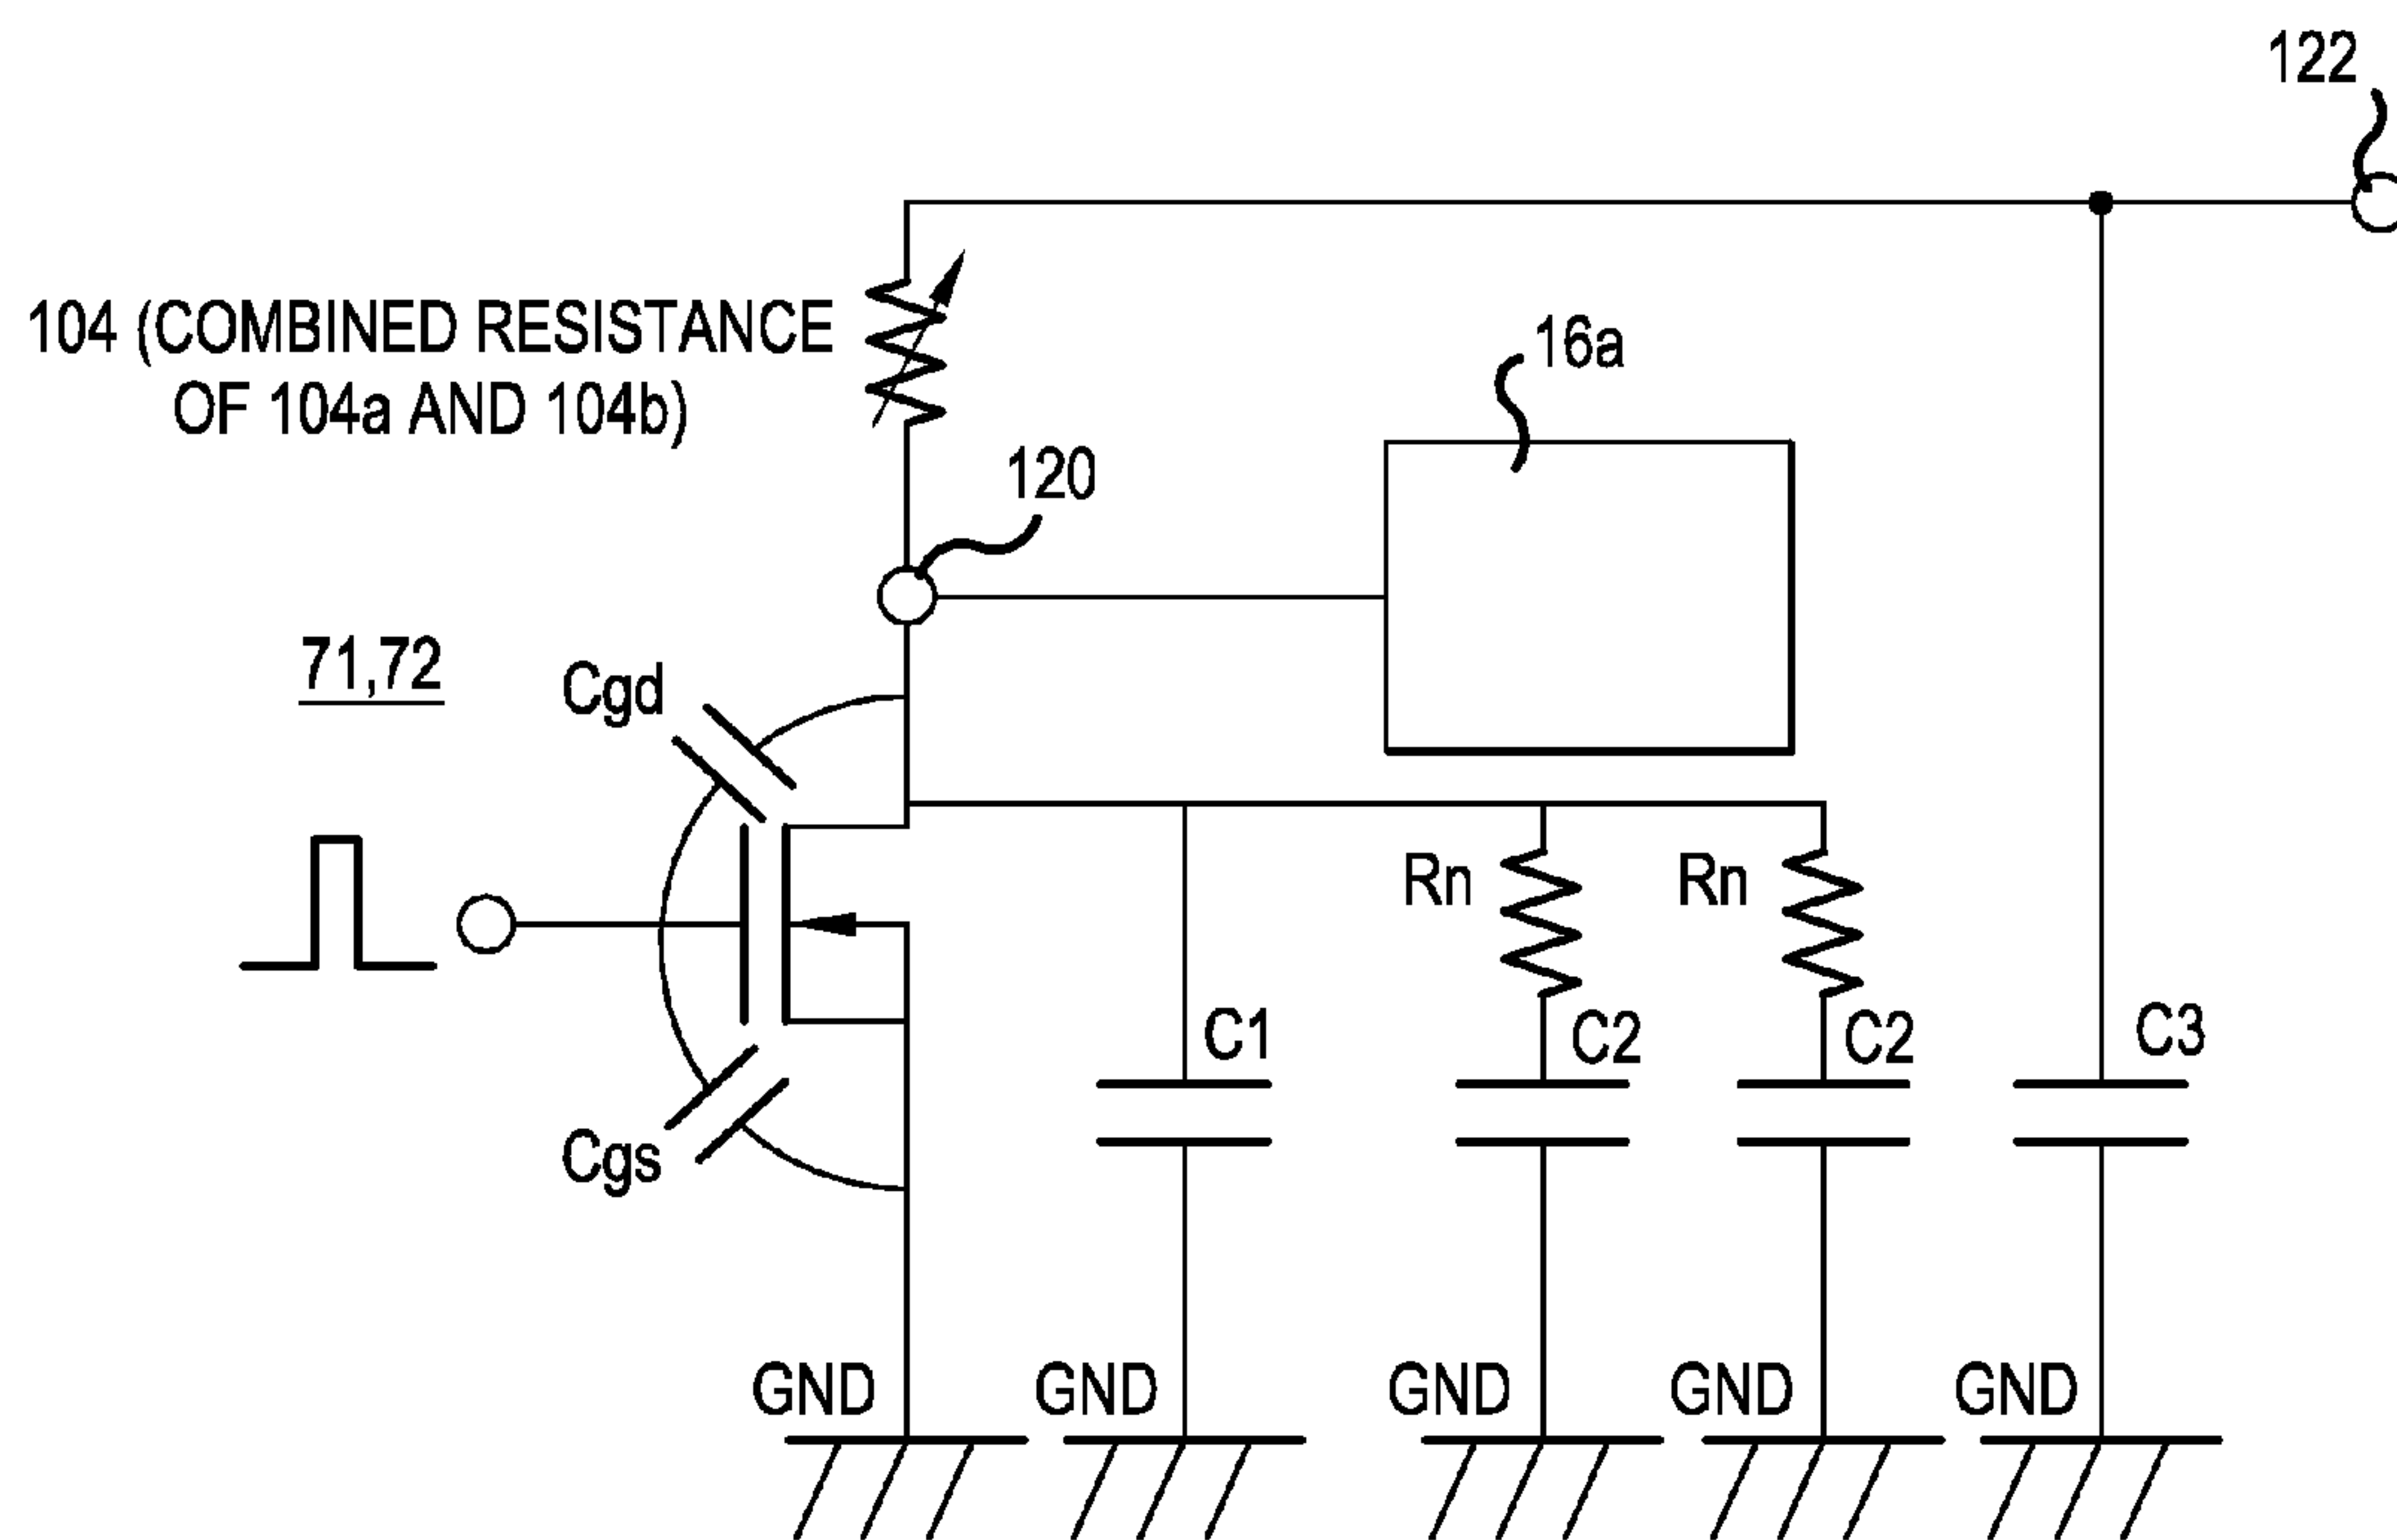 122
104 (COMBINED RESISTANCE
OF 104a AND 104b)
16a
120
71,72
Cgd
Rn
Rn
C1
C2
C2
C3
Cgs
GND
GND
GND
GND
GND